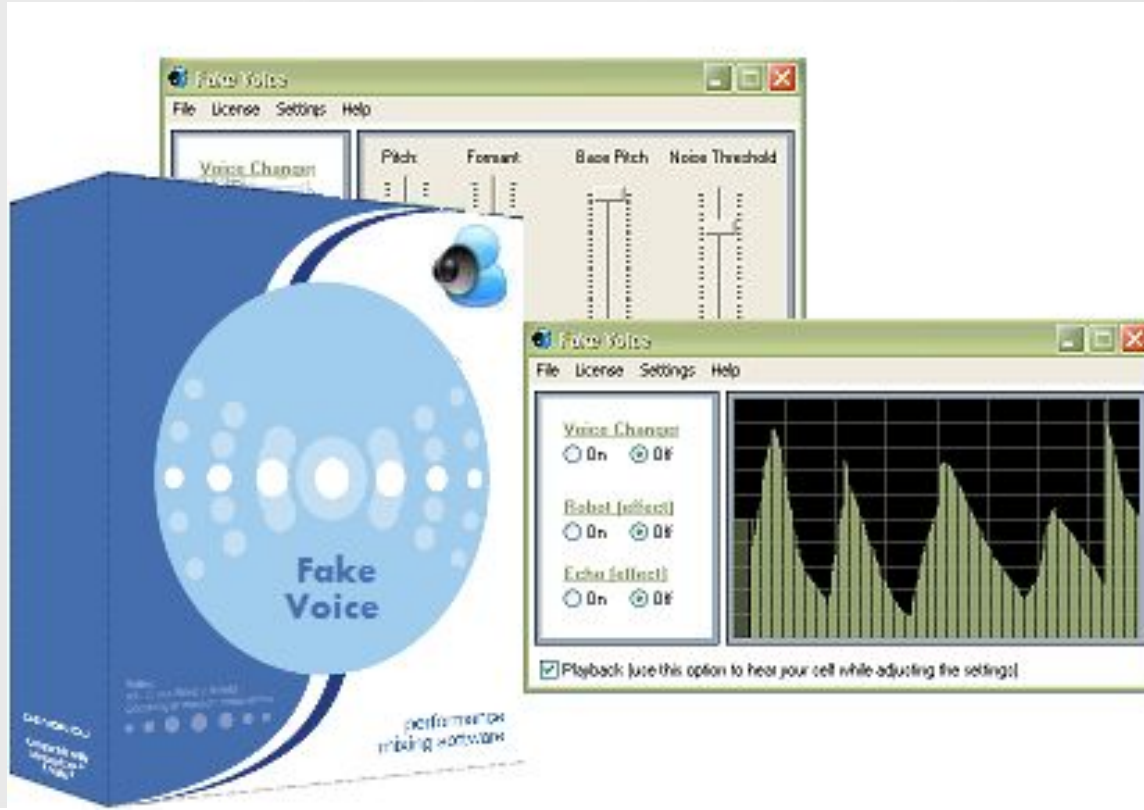 Fake Voice
File License Settings Help
Voice Changer
Pitch: Formant: Base Pitch Noise Threshold
Fake Voice
File License Settings Help
Voice Changer
On Off
Robot (effect)
On Off
Echo (effect)
On Off
Playback (use this option to hear your self while adjusting the settings)
Fake
Voice
performance
mixing software